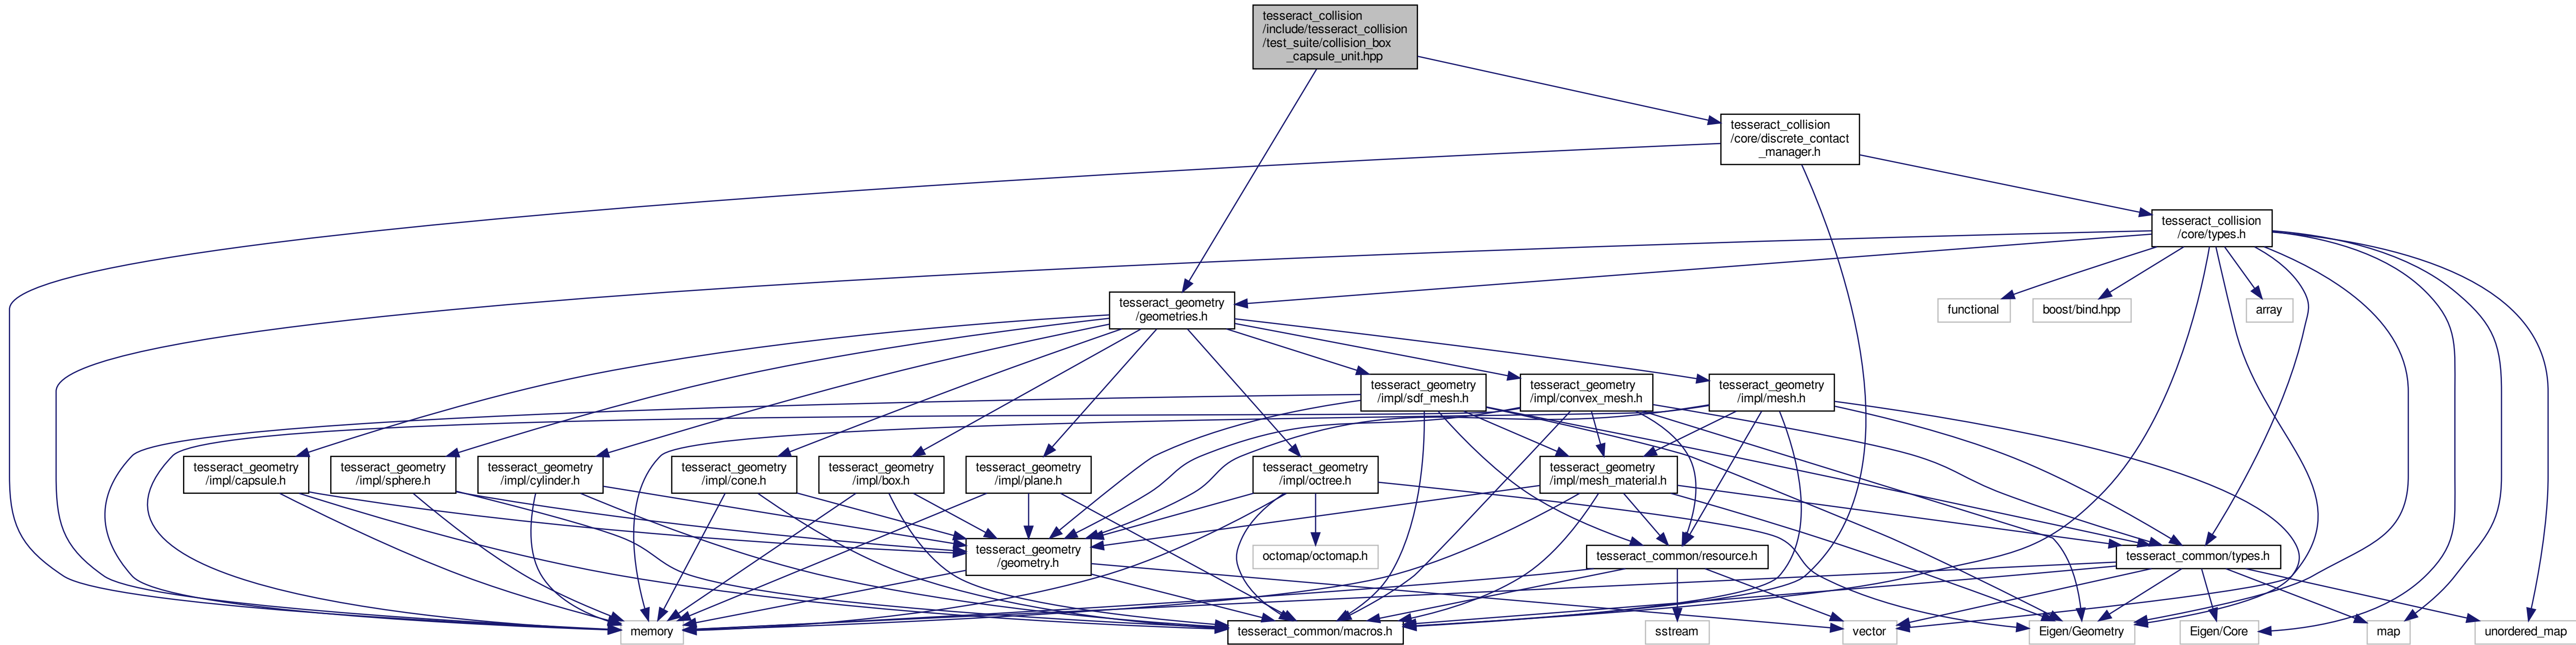 tesseract_collision
/include/tesseract_collision
/test_suite/collision_box
_capsule_unit.hpp
tesseract_collision
/core/discrete_contact
_manager.h
tesseract_collision
/core/types.h
tesseract_geometry
/geometries.h
functional
boost/bind.hpp
array
tesseract_geometry
/impl/sdf_mesh.h
tesseract_geometry
/impl/convex_mesh.h
tesseract_geometry
/impl/mesh.h
tesseract_geometry
/impl/capsule.h
tesseract_geometry
/impl/sphere.h
tesseract_geometry
/impl/cylinder.h
tesseract_geometry
/impl/cone.h
tesseract_geometry
/impl/box.h
tesseract_geometry
/impl/plane.h
tesseract_geometry
/impl/octree.h
tesseract_geometry
/impl/mesh_material.h
tesseract_geometry
/geometry.h
octomap/octomap.h
tesseract_common/resource.h
tesseract_common/types.h
memory
tesseract_common/macros.h
sstream
vector
Eigen/Geometry
Eigen/Core
map
unordered_map